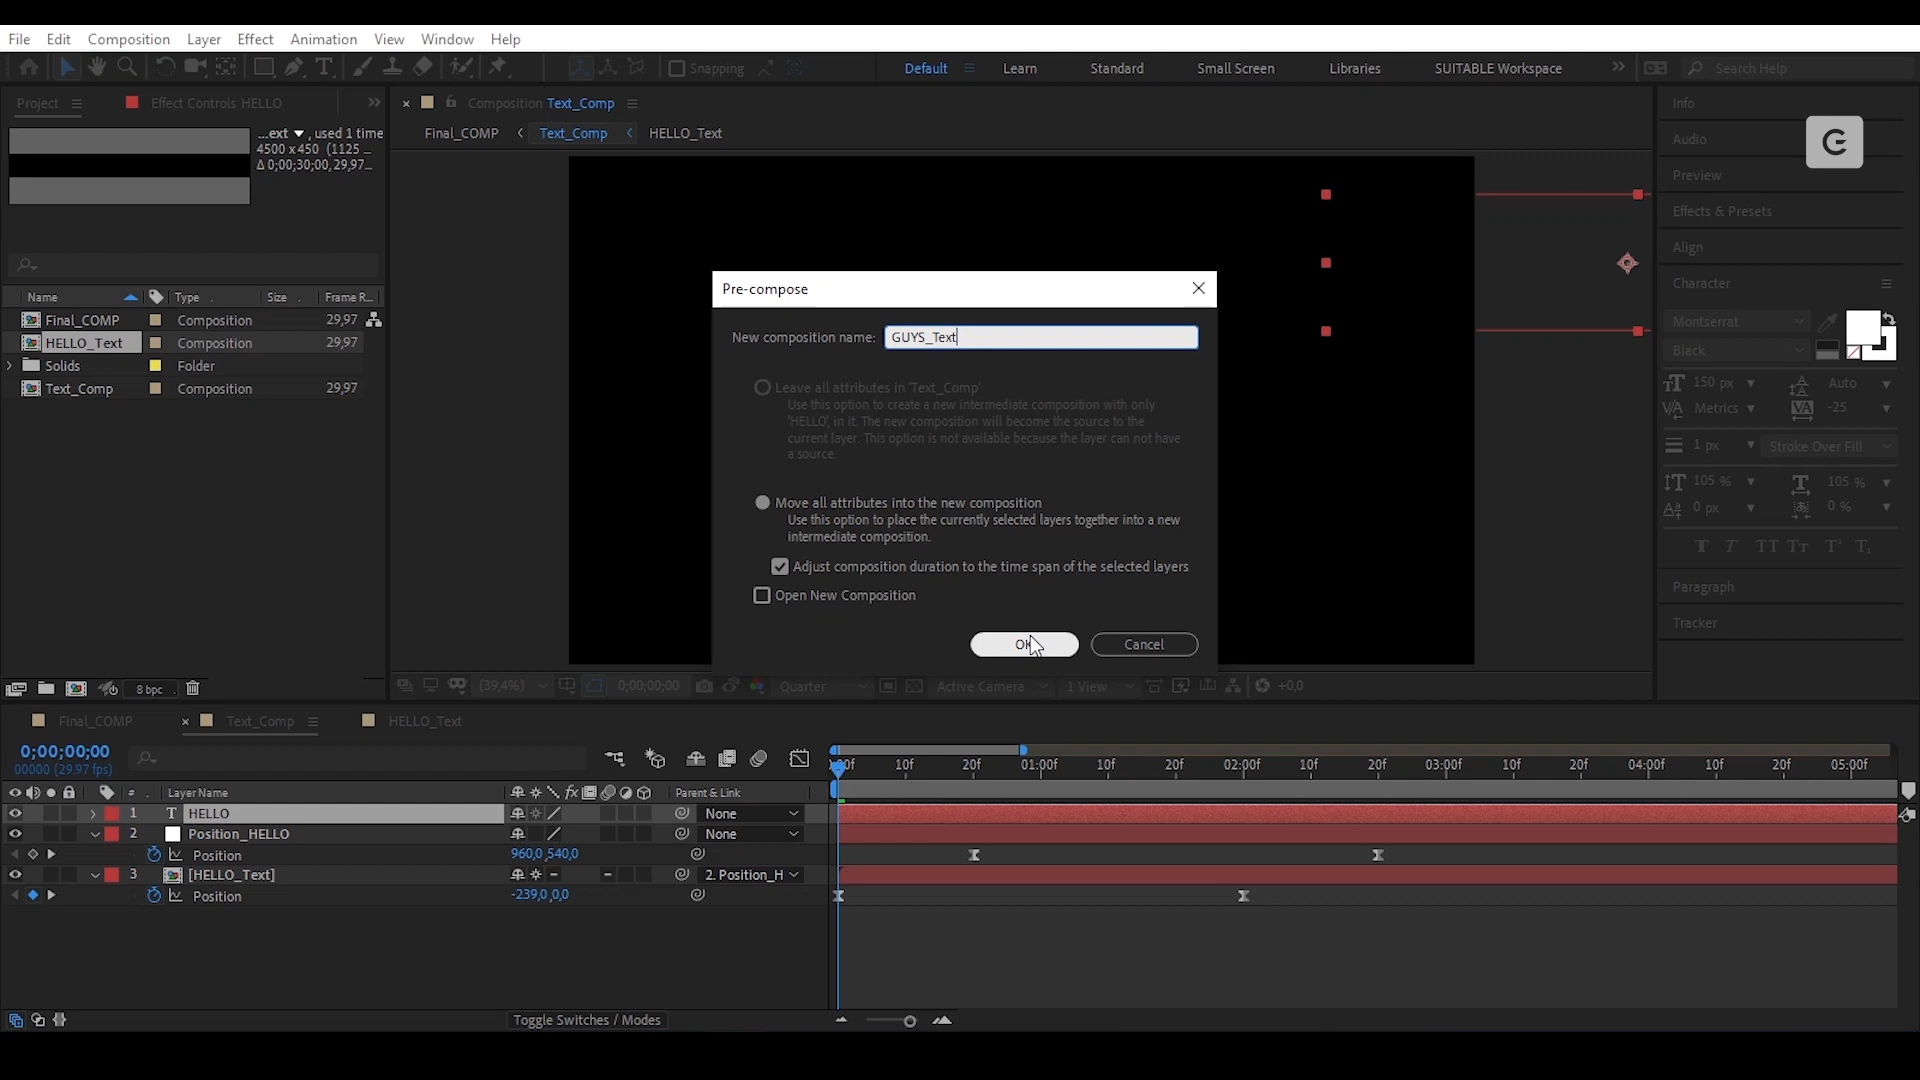 File Edit Composition Layer Effect Animation View Window Help
Snapping
Default Learn Standard Small Screen Libraries SUITABLE Workspace
Search Help
Project
Effect Controls HELLO
Composition Text_Comp
Final_COMP Text_Comp HELLO_Text
...ext , used 1 time
4500 x 450 (1125 ...
Δ 0;00;30;00, 29,97...
Name Type Size Frame R...
Final_COMP Composition 29,97
HELLO_Text Composition 29,97
Solids Folder
Text_Comp Composition 29,97
8 bpc
Pre-compose
New composition name: GUYS_Text
Leave all attributes in 'Text_Comp'
Use this option to create a new intermediate composition with only
'HELLO', in it. The new composition will become the source to the
current layer. This option is not available because the layer can not have
a source.
Move all attributes into the new composition
Use this option to place the currently selected layers together into a new
intermediate composition.
Adjust composition duration to the time span of the selected layers
Open New Composition
OK Cancel
(39,4%) 0;00;00;00 Quarter Active Camera 1 View +0,0
Info
Audio
Preview
Effects & Presets
Align
Character
Montserrat
Black
150 px Auto
Metrics -25
1 px Stroke Over Fill
105 % 105 %
0 px 0 %
Paragraph
Tracker
G
Final_COMP Text_Comp HELLO_Text
0;00;00;00
00000 (29.97 fps)
:00f 10f 20f 01:00f 10f 20f 02:00f 10f 20f 03:00f 10f 20f 04:00f 10f 20f 05:00f
# Layer Name Parent & Link
1 HELLO None
2 Position_HELLO None
Position 960,0,540,0
3 [HELLO_Text] 2. Position_H
Position -239,0,0,0
Toggle Switches / Modes